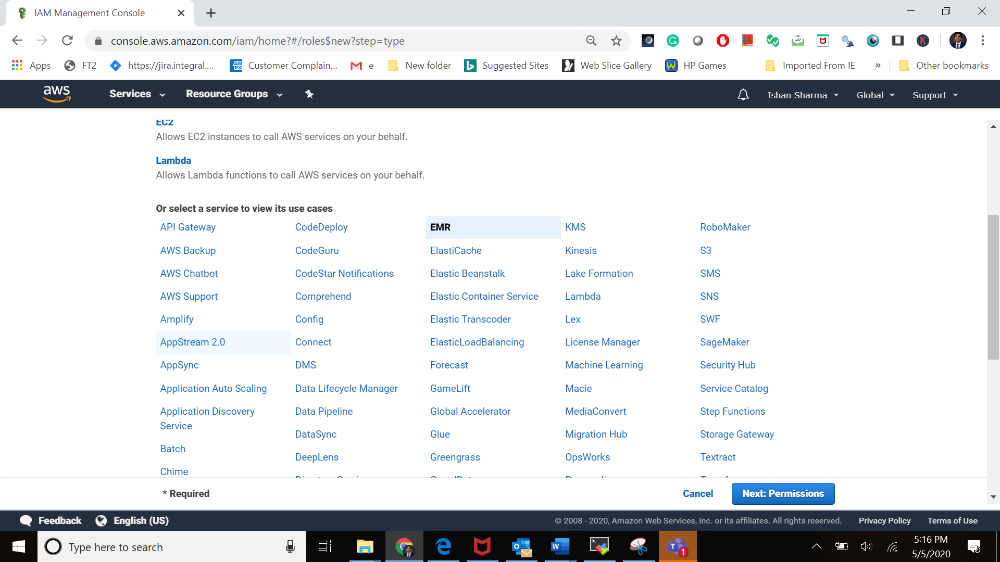 IAM Management Console
console.aws.amazon.com/iam/home?#/roles$new?step=type
Apps FT2 https://jira.integral.... Customer Complain... e New folder Suggested Sites Web Slice Gallery HP Games Imported From IE » Other bookmarks
aws Services Resource Groups Ishan Sharma Global Support
EC2
Allows EC2 instances to call AWS services on your behalf.
Lambda
Allows Lambda functions to call AWS services on your behalf.
Or select a service to view its use cases
API Gateway CodeDeploy EMR KMS RoboMaker
AWS Backup CodeGuru ElastiCache Kinesis S3
AWS Chatbot CodeStar Notifications Elastic Beanstalk Lake Formation SMS
AWS Support Comprehend Elastic Container Service Lambda SNS
Amplify Config Elastic Transcoder Lex SWF
AppStream 2.0 Connect ElasticLoadBalancing License Manager SageMaker
AppSync DMS Forecast Machine Learning Security Hub
Application Auto Scaling Data Lifecycle Manager GameLift Macie Service Catalog
Application Discovery Data Pipeline Global Accelerator MediaConvert Step Functions
Service
DataSync Glue Migration Hub Storage Gateway
Batch
DeepLens Greengrass OpsWorks Textract
Chime
* Required Cancel Next: Permissions
Feedback English (US) © 2008 - 2020, Amazon Web Services, Inc. or its affiliates. All rights reserved. Privacy Policy Terms of Use
Type here to search
5:16 PM
5/5/2020